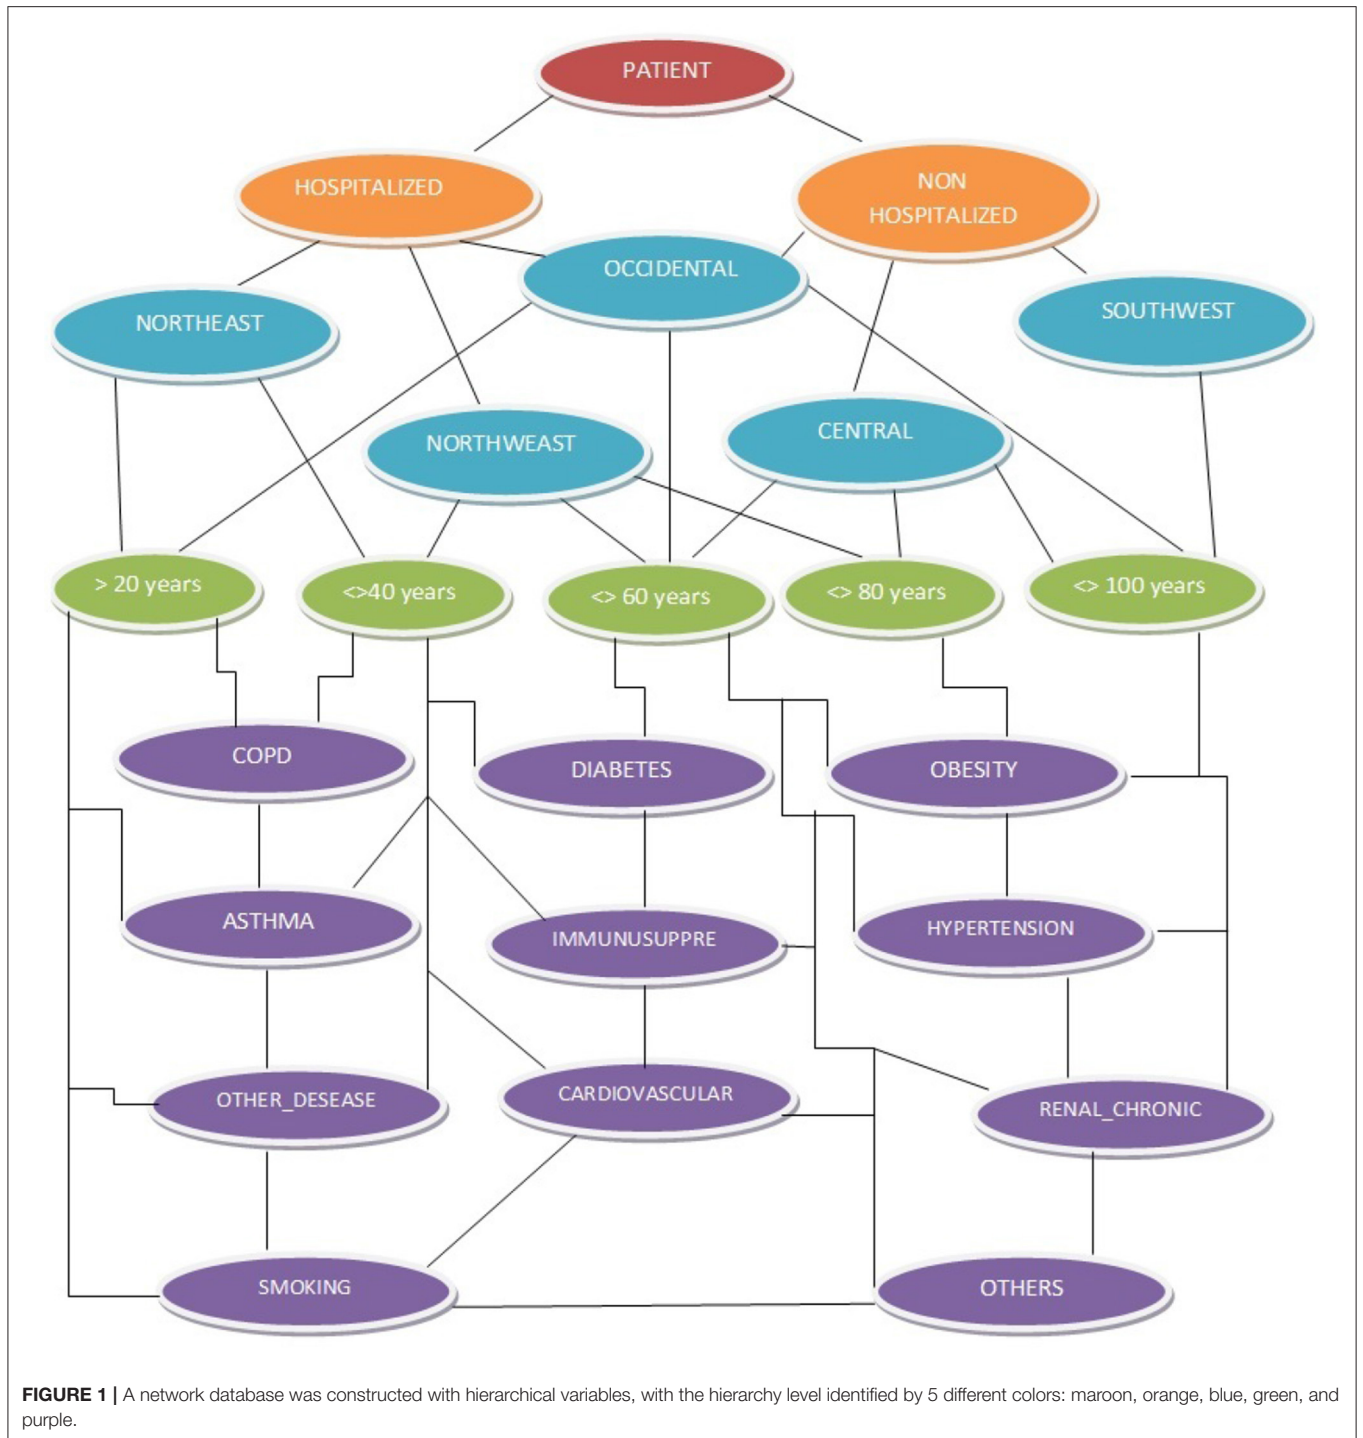 PATIENT
HOSPITALIZED
NON
HOSPITALIZED
OCCIDENTAL
NORTHEAST
SOUTHWEST
NORTHWEAST
CENTRAL
> 20 years
<>40 years
<> 60 years
<> 80 years
<> 100 years
COPD
DIABETES
OBESITY
ASTHMA
IMMUNUSUPPRE
HYPERTENSION
OTHER_DESEASE
CARDIOVASCULAR
RENAL_CHRONIC
SMOKING
OTHERS
FIGURE 1 | A network database was constructed with hierarchical variables, with the hierarchy level identified by 5 different colors: maroon, orange, blue, green, and
purple.